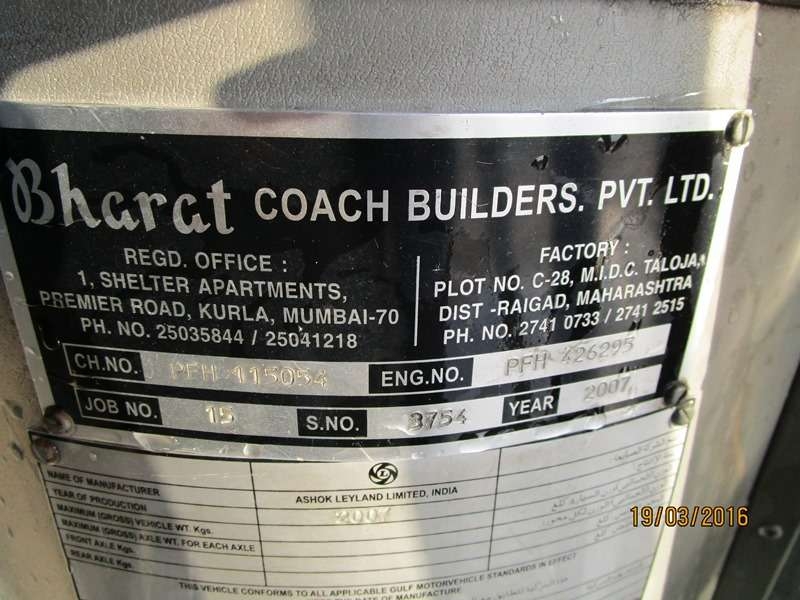 Bharat COACH BUILDERS. PVT. LTD.
REGD. OFFICE :
1, SHELTER APARTMENTS,
PREMIER ROAD, KURLA, MUMBAI-70
PH. NO. 25035844 / 25041218
FACTORY :
PLOT NO. C-28, M.I.D.C. TALOJA,
DIST -RAIGAD, MAHARASHTRA
PH. NO. 2741 0733 / 2741 2515
CH.NO. PFH 115054 ENG.NO. PFH 426295
JOB NO. 15 S.NO. 3754 YEAR 2007
NAME OF MANUFACTURER ASHOK LEYLAND LIMITED, INDIA
YEAR OF PRODUCTION 2007
MAXIMUM (GROSS) VEHICLE WT. Kgs.
MAXIMUM (GROSS) AXLE WT. FOR EACH AXLE
FRONT AXLE Kgs.
REAR AXLE Kgs.
THIS VEHICLE CONFORMS TO ALL APPLICABLE GULF MOTORVEHICLE STANDARDS IN EFFECT
19/03/2016